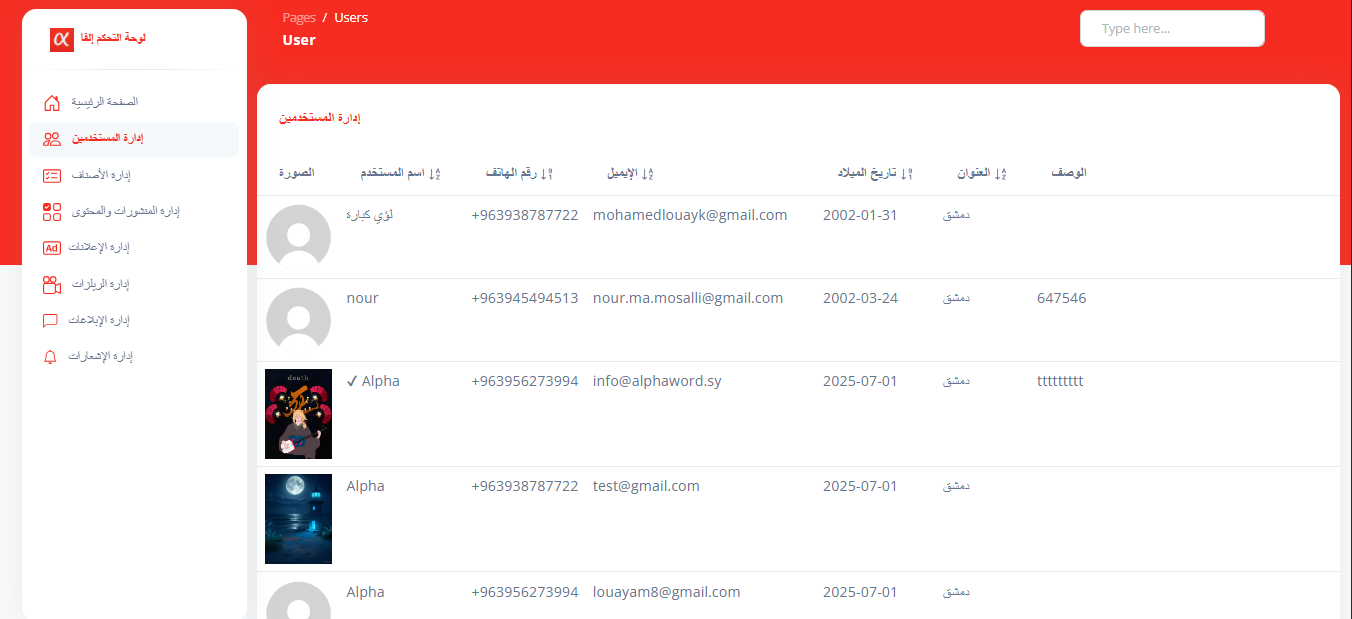 لوحة التحكم إلفا
الصفحة الرئيسية
إدارة المستخدمين
إدارة الأصناف
إدارة المنشورات والمحتوى
Ad إدارة الإعلانات
إدارة الريلزات
إدارة الإبلاغات
إدارة الإشعارات
Pages / Users
User
Type here...
إدارة المستخدمين
الصورة اسم المستخدم رقم الهاتف الإيميل تاريخ الميلاد العنوان الوصف
لؤي كبارة +963938787722 mohamedlouayk@gmail.com 2002-01-31 دمشق
nour +963945494513 nour.ma.mosalli@gmail.com 2002-03-24 دمشق 647546
death
✓ Alpha +963956273994 info@alphaword.sy 2025-07-01 دمشق ttttttttt
Alpha +963938787722 test@gmail.com 2025-07-01 دمشق
Alpha +963956273994 louayam8@gmail.com 2025-07-01 دمشق